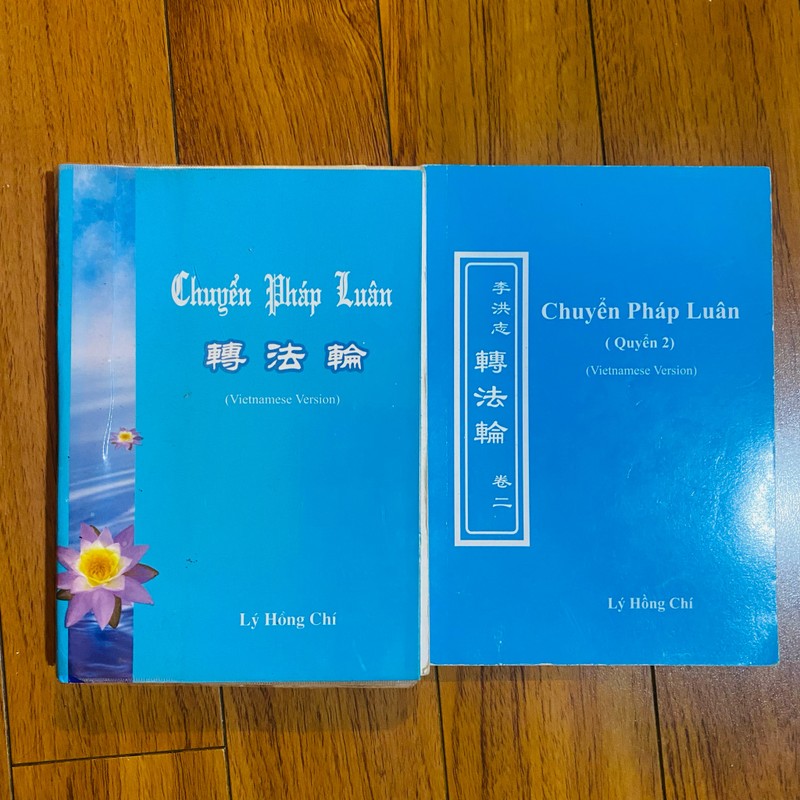 Chuyển Pháp Luân
轉法輪
(Vietnamese Version)
Lý Hồng Chí
李洪志 轉法輪 卷二
Chuyển Pháp Luân
( Quyển 2)
(Vietnamese Version)
Lý Hồng Chí